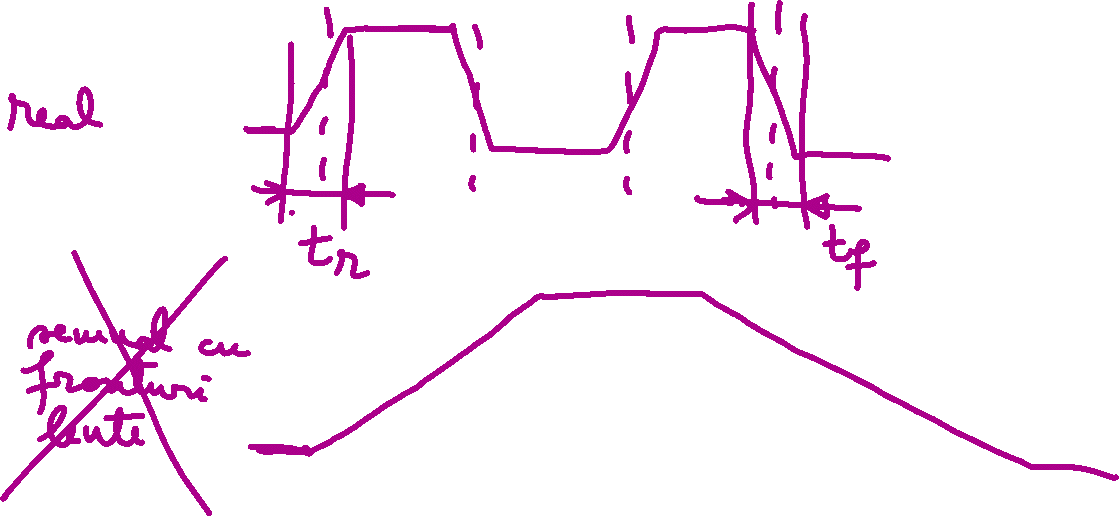 real
tr
tf
semnal cu
fronturi
lente